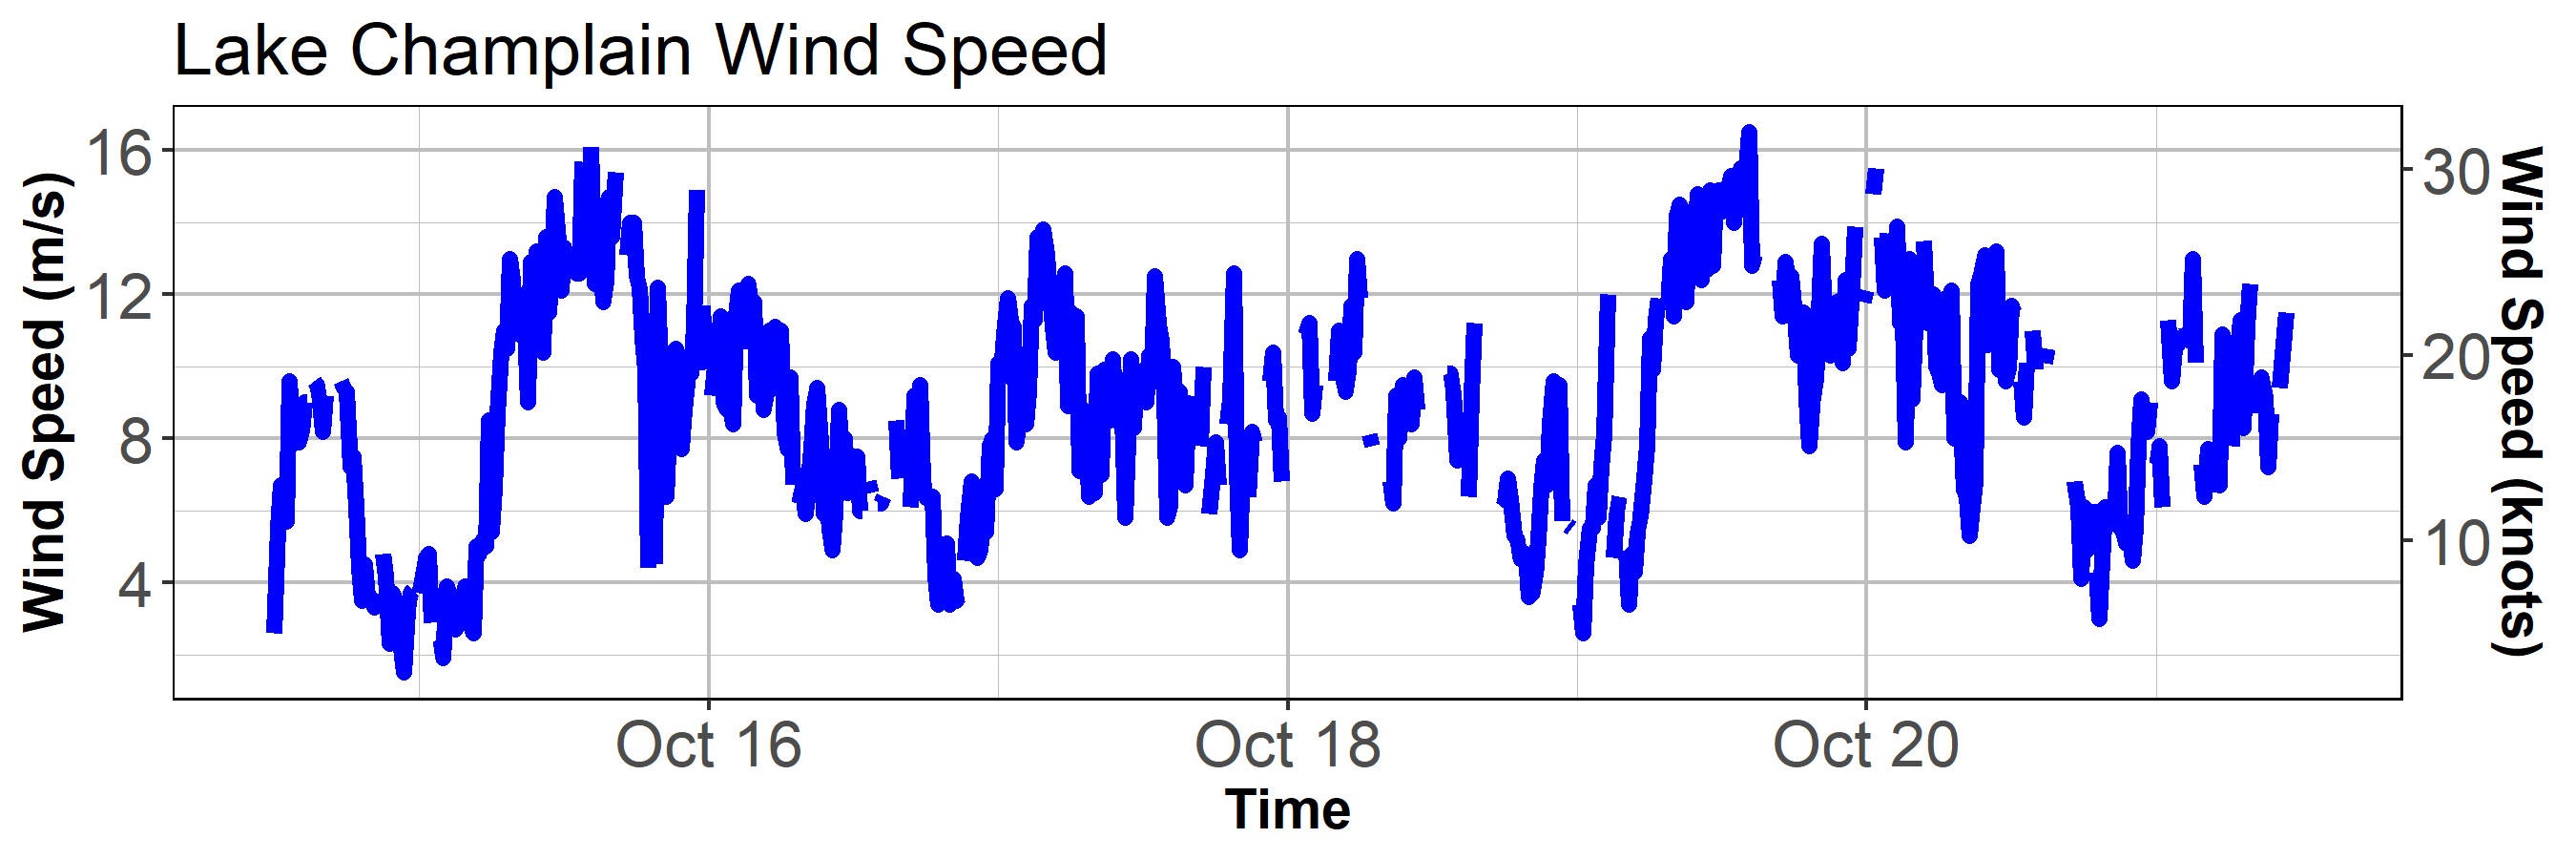 Lake Champlain Wind Speed
Wind Speed (m/s)
16
12
8
4
30
20
10
Wind Speed (knots)
Oct 16
Oct 18
Oct 20
Time